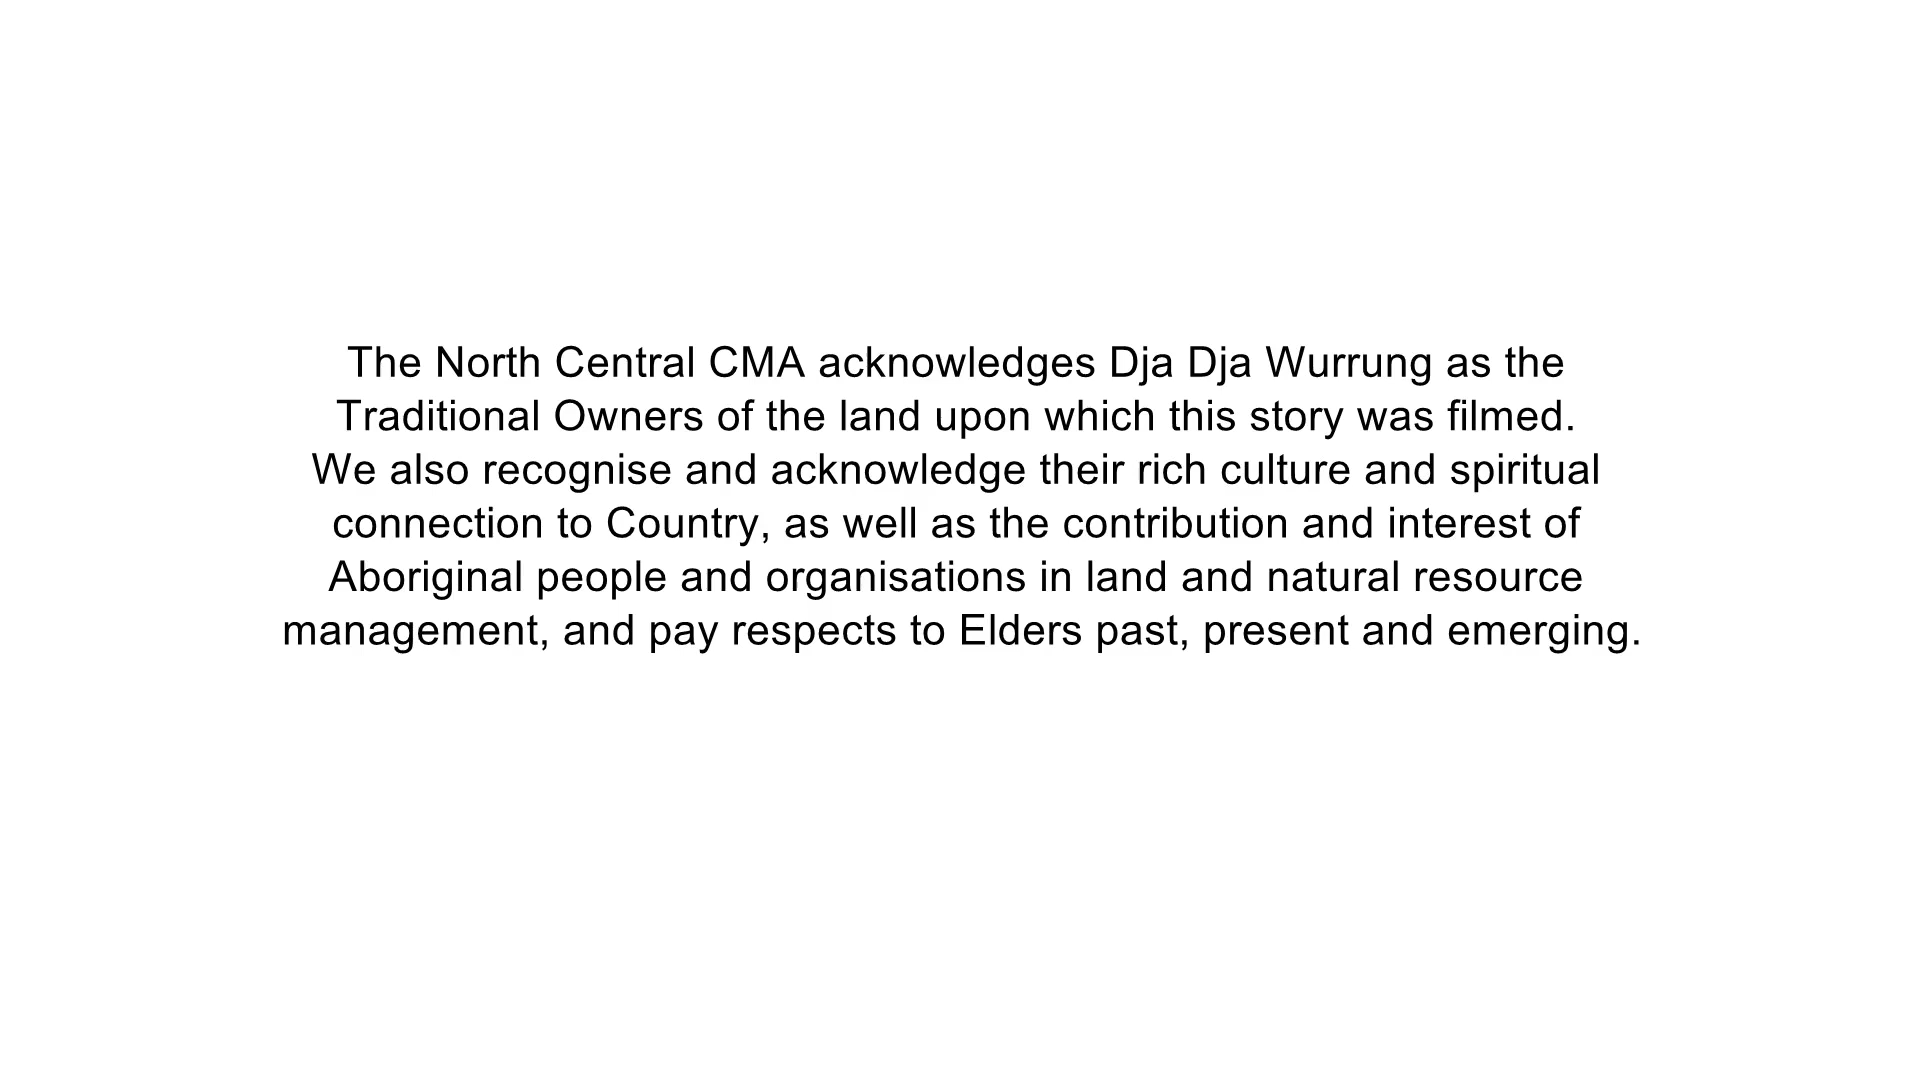 The North Central CMA acknowledges Dja Dja Wurrung as the
Traditional Owners of the land upon which this story was filmed.
We also recognise and acknowledge their rich culture and spiritual
connection to Country, as well as the contribution and interest of
Aboriginal people and organisations in land and natural resource
management, and pay respects to Elders past, present and emerging.